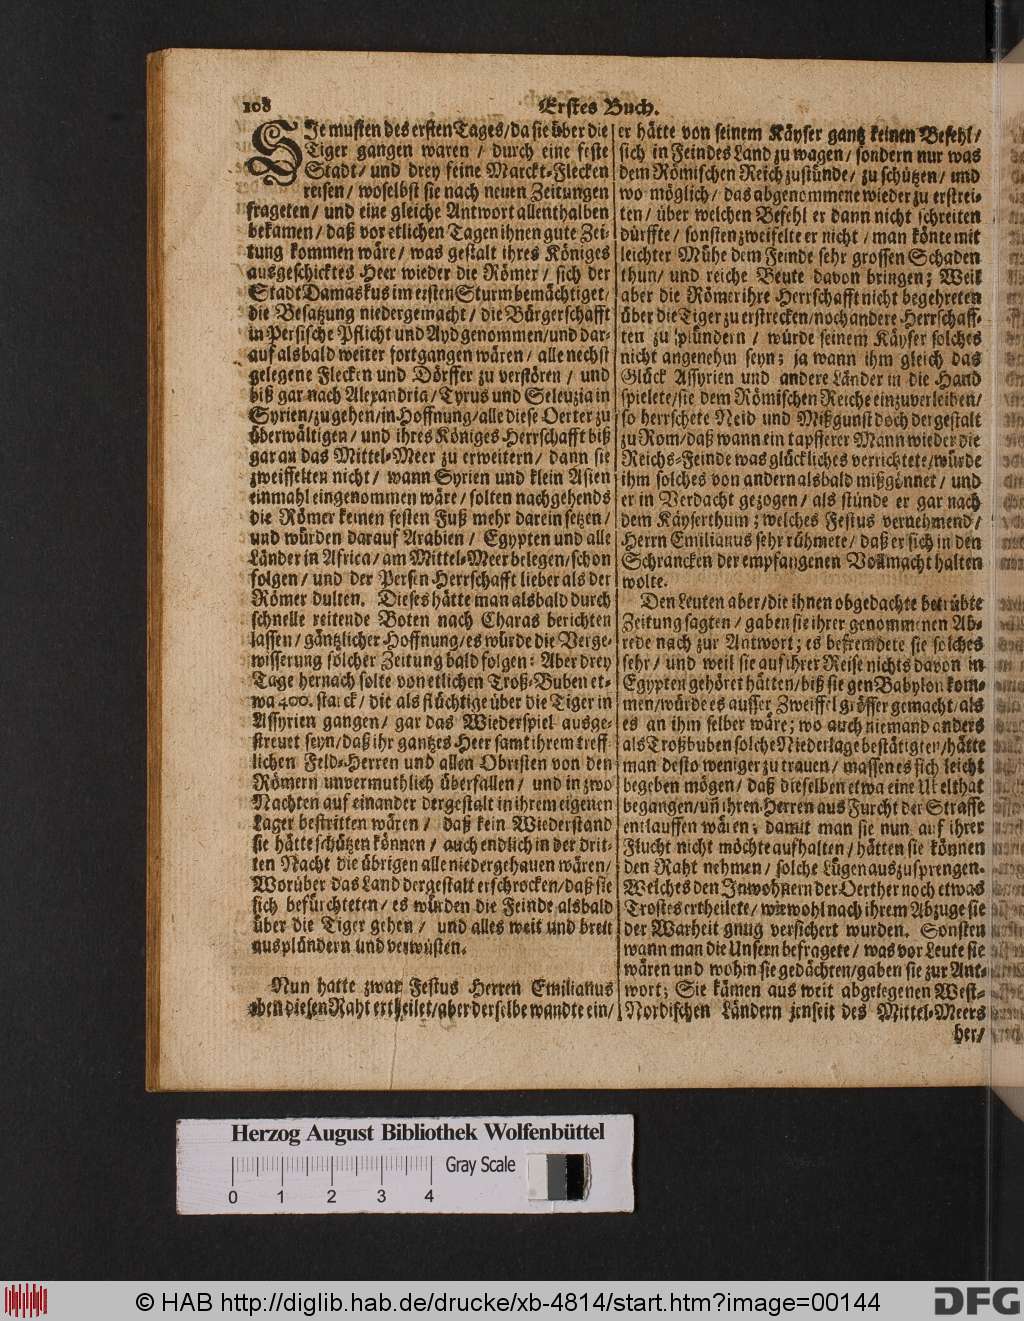 108
Erstes Buch.
SIe musten des ersten Tages/ da sie über die
Tiger gangen waren / durch eine feste
Stadt/ und drey feine Marckt-Flecken
reisen/ woselbst sie nach neuen Zeitungen
frageten/ und eine gleiche Antwort allenthalben
bekamen/ daß vor etlichen Tagen ihnen gute Zei-
tung kommen wäre/ was gestalt ihres Königes
ausgeschicktes Heer wieder die Römer/ sich der
Stadt Damaskus im ersten Sturm bemächtiget/
die Besatzung niedergemacht/ die Bürgerschafft
in Persische Pflicht und Ayd genommen/ und dar-
auf alsbald weiter fortgangen wären/ alle nechst
gelegene Flecken und Dörffer zu verstören / und
biß gar nach Alexandria/ Tyrus und Seleuzia in
Syrien/ zugehen/ in Hoffnung/ alle diese Oerter zu
überwältigen/ und ihres Königes Herrschafft biß
gar an das Mittel-Meer zu erweitern/ dann sie
zweiffelten nicht/ wann Syrien und klein Asien
einmahl eingenommen wäre/ solten nachgehends
die Römer keinen festen Fuß mehr darein setzen/
und würden darauf Arabien / Egypten und alle
Länder in Africa/ am Mittel-Meer belegen/ schon
folgen/ und der Persen Herrschafft lieber als der
Römer dulten. Dieses hätte man alsbald durch
schnelle reitende Boten nach Charas berichten
lassen/ gäntzlicher Hoffnung/ es würde die Verge-
wisserung solcher Zeitung bald folgen: Aber drey
Tage hernach solte von etlichen Troß-Buben et-
wa 400. starck/ die als flüchtige über die Tiger in
Assyrien gangen/ gar das Wiederspiel ausge-
streuet seyn/ daß ihr gantzes Heer samt ihrem treff
lichen Feld-Herren und allen Obristen von den
Römern unvermuthlich überfallen/ und in zwo
Nachten auf einander dergestalt in ihrem eigenen
Lager bestritten wären/ daß kein Wiederstand
sie hätte schützen können/ auch endlich in der drit-
ten Nacht die übrigen alle niedergehauen wären/
Worüber das Land dergestalt erschrocken/ daß sie
sich befürchteten/ es würden die Feinde alsbald
über die Tiger gehen/ und alles weit und breit
ausplündern und verwüsten.
Nun hatte zwar Festus Herren Emilianus
eben diesen Raht ertheilet/ aber derselbe wandte ein/
er hätte von seinem Käyser gantz keinen Befehl/
sich in Feindes Land zu wagen/ sondern nur was
dem Römischen Reich zustünde/ zu schützen/ und
wo möglich/ das abgenommene wieder zu erstrei-
ten/ über welchen Befehl er dann nicht schreiten
dürffte/ sonsten zweifelte er nicht/ man könte mit
leichter Mühe dem Feinde sehr grossen Schaden
thun/ und reiche Beute davon bringen; Weil
aber die Römer ihre Herrschafft nicht begehreten
über die Tiger zu erstrecken/ noch andere Herrschaff-
ten zu plündern / würde seinem Käyser solches
nicht angenehm seyn; ja wann ihm gleich das
Glück Assyrien und andere Länder in die Hand
spielete/ sie dem Römischen Reiche einzuverleiben/
so herrschete Neid und Mißgunst doch dergestalt
zu Rom/ daß wann ein tapfferer Mann wieder die
Reichs-Feinde was glückliches verrichtete/ würde
ihm solches von andern alsbald mißgönnet/ und
er in Verdacht gezogen/ als stünde er gar nach
dem Käyserthum; welches Festus vernehmend/
Herrn Emilianus sehr rühmete/ daß er sich in den
Schrancken der empfangenen Vollmacht halten
wolte.
Den Leuten aber/ die ihnen obgedachte betrübte
Zeitung sagten/ gaben sie ihrer genommenen Ab-
rede nach zur Antwort; es befremdete sie solches
sehr/ und weil sie auf ihrer Reise nichts davon in
Egypten gehöret hätten/ biß sie gen Babylon kom-
men/ würde es ausser Zweiffel grösser gemacht/ als
es an ihm selber wäre; wo auch niemand anders
als Troßbuben solche Niederlage bestätigten/ hätte
man desto weniger zu trauen/ massen es sich leicht
begeben mögen/ daß dieselben etwa eine Ubelthat
begangen/ uñ ihren Herren aus Furcht der Straffe
entlauffen wären; damit man sie nun auf ihrer
Flucht nicht möchte aufhalten/ hätten sie können
den Raht nehmen/ solche Lügen auszusprengen.
Welches den Inwohnern der Oerther noch etwas
Trostes ertheilete/ wiewohl nach ihrem Abzuge sie
der Warheit gnug versichert wurden. Sonsten
wann man die Unsern befragete/ was vor Leute sie
wären und wohin sie gedächten/ gaben sie zur Ant-
wort; Sie kämen aus weit abgelegenen West-
Nordischen Ländern jenseit des Mittel-Meers
her/
Herzog August Bibliothek Wolfenbüttel
Gray Scale
0 1 2 3 4
© HAB http://diglib.hab.de/drucke/xb-4814/start.htm?image=00144
DFG